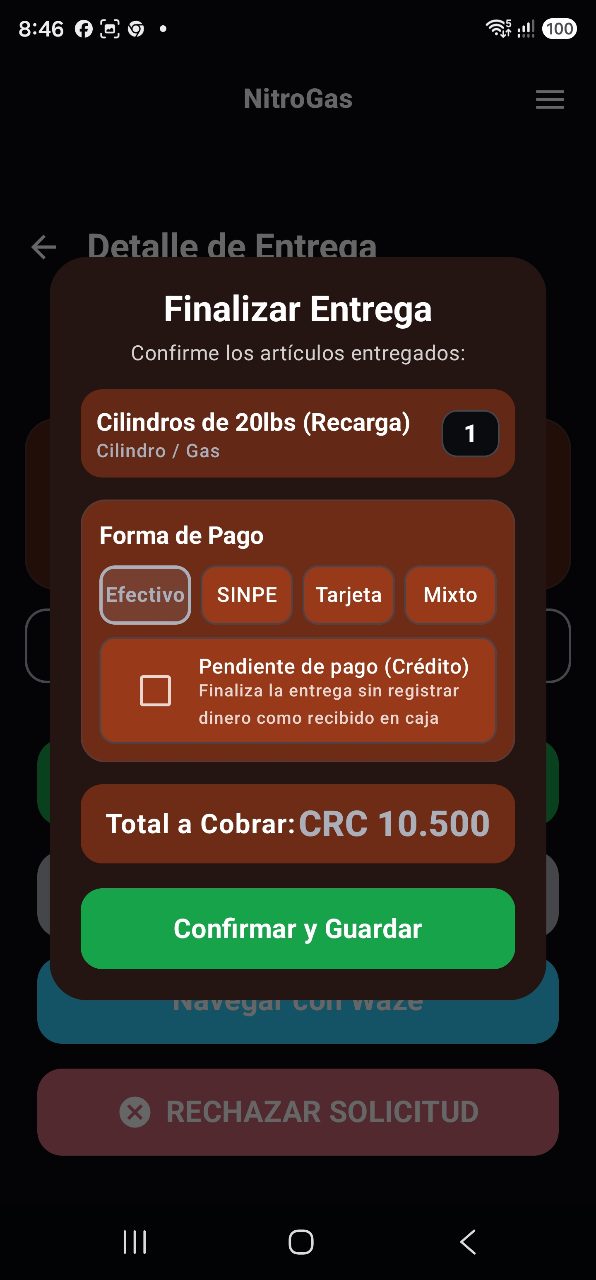 8:46
5
100
NitroGas
Detalle de Entrega
Finalizar Entrega
Confirme los artículos entregados:
Cilindros de 20lbs (Recarga)
Cilindro / Gas
1
Forma de Pago
Efectivo
SINPE
Tarjeta
Mixto
Pendiente de pago (Crédito)
Finaliza la entrega sin registrar
dinero como recibido en caja
Total a Cobrar: CRC 10.500
Confirmar y Guardar
Navegar con Waze
RECHAZAR SOLICITUD